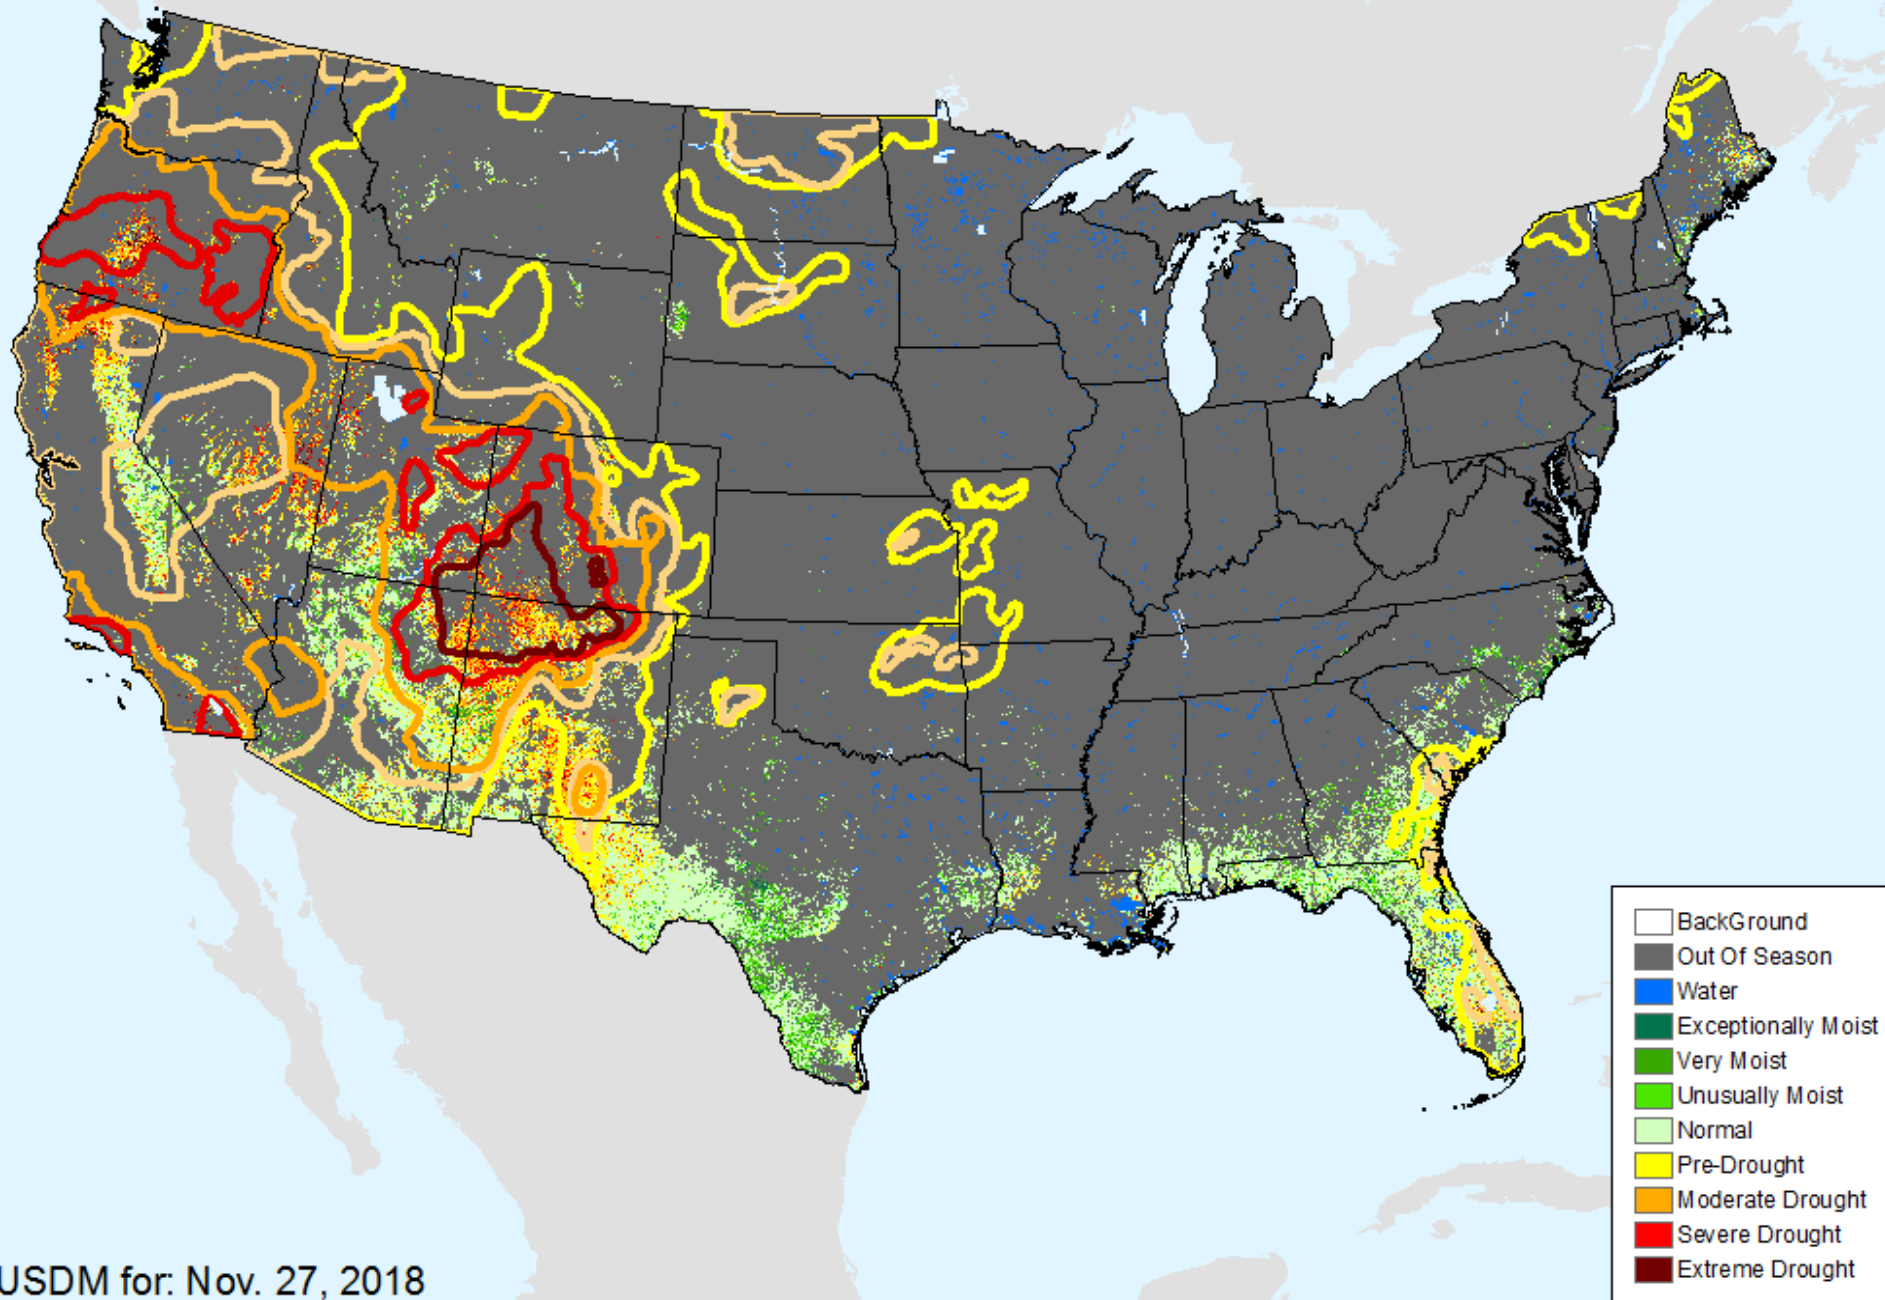 BackGround
Out Of Season
Water
Exceptionally Moist
Very Moist
Unusually Moist
Normal
Pre-Drought
Moderate Drought
Severe Drought
Extreme Drought
USDM for: Nov. 27, 2018